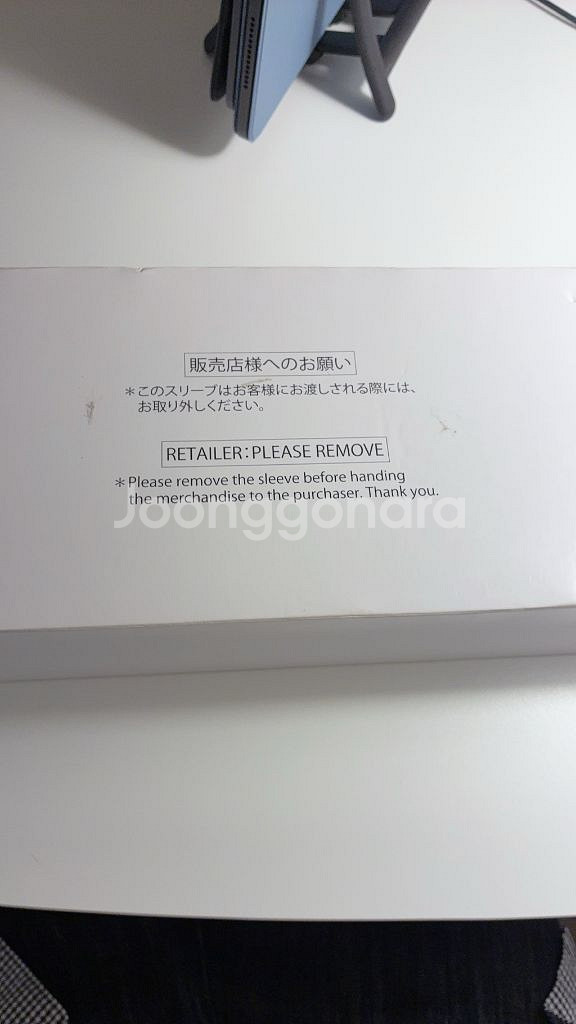 販売店様へのお願い
＊このスリーブはお客様にお渡しされる際には、
お取り外しください。
RETAILER:PLEASE REMOVE
＊Please remove the sleeve before handing
the merchandise to the purchaser. Thank you.
Joonggonara